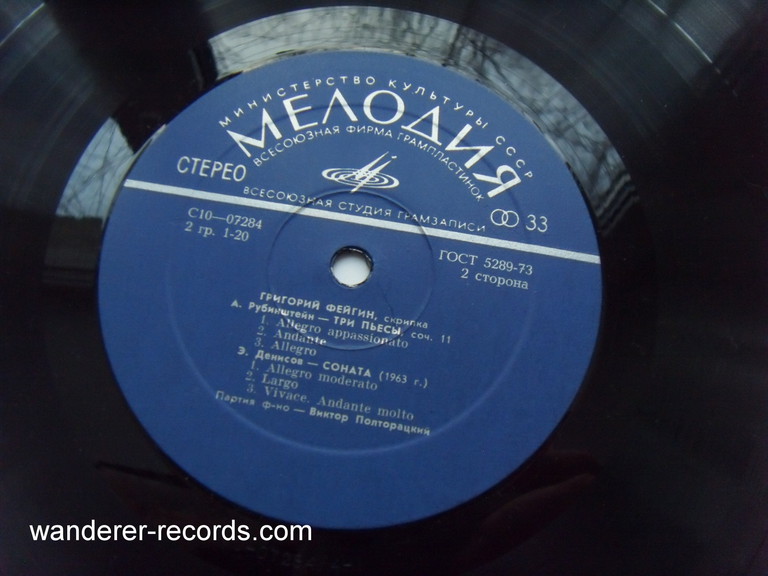 МИНИСТЕРСТВО КУЛЬТУРЫ СССР
МЕЛОДИЯ
ВСЕСОЮЗНАЯ ФИРМА ГРАМПЛАСТИНОК
СТЕРЕО
33
ВСЕСОЮЗНАЯ СТУДИЯ ГРАМЗАПИСИ
С10—07284
2 гр. 1-20
ГОСТ 5289-73
2 сторона
ГРИГОРИЙ ФЕЙГИН, скрипка
А. Рубинштейн — ТРИ ПЬЕСЫ, соч. 11
1. Allegro appassionato
2. Andante
3. Allegro
Э. Денисов — СОНАТА (1963 г.)
1. Allegro moderato
2. Largo
3. Vivace. Andante molto
Партия ф-но — Виктор Полторацкий
wanderer-records.com